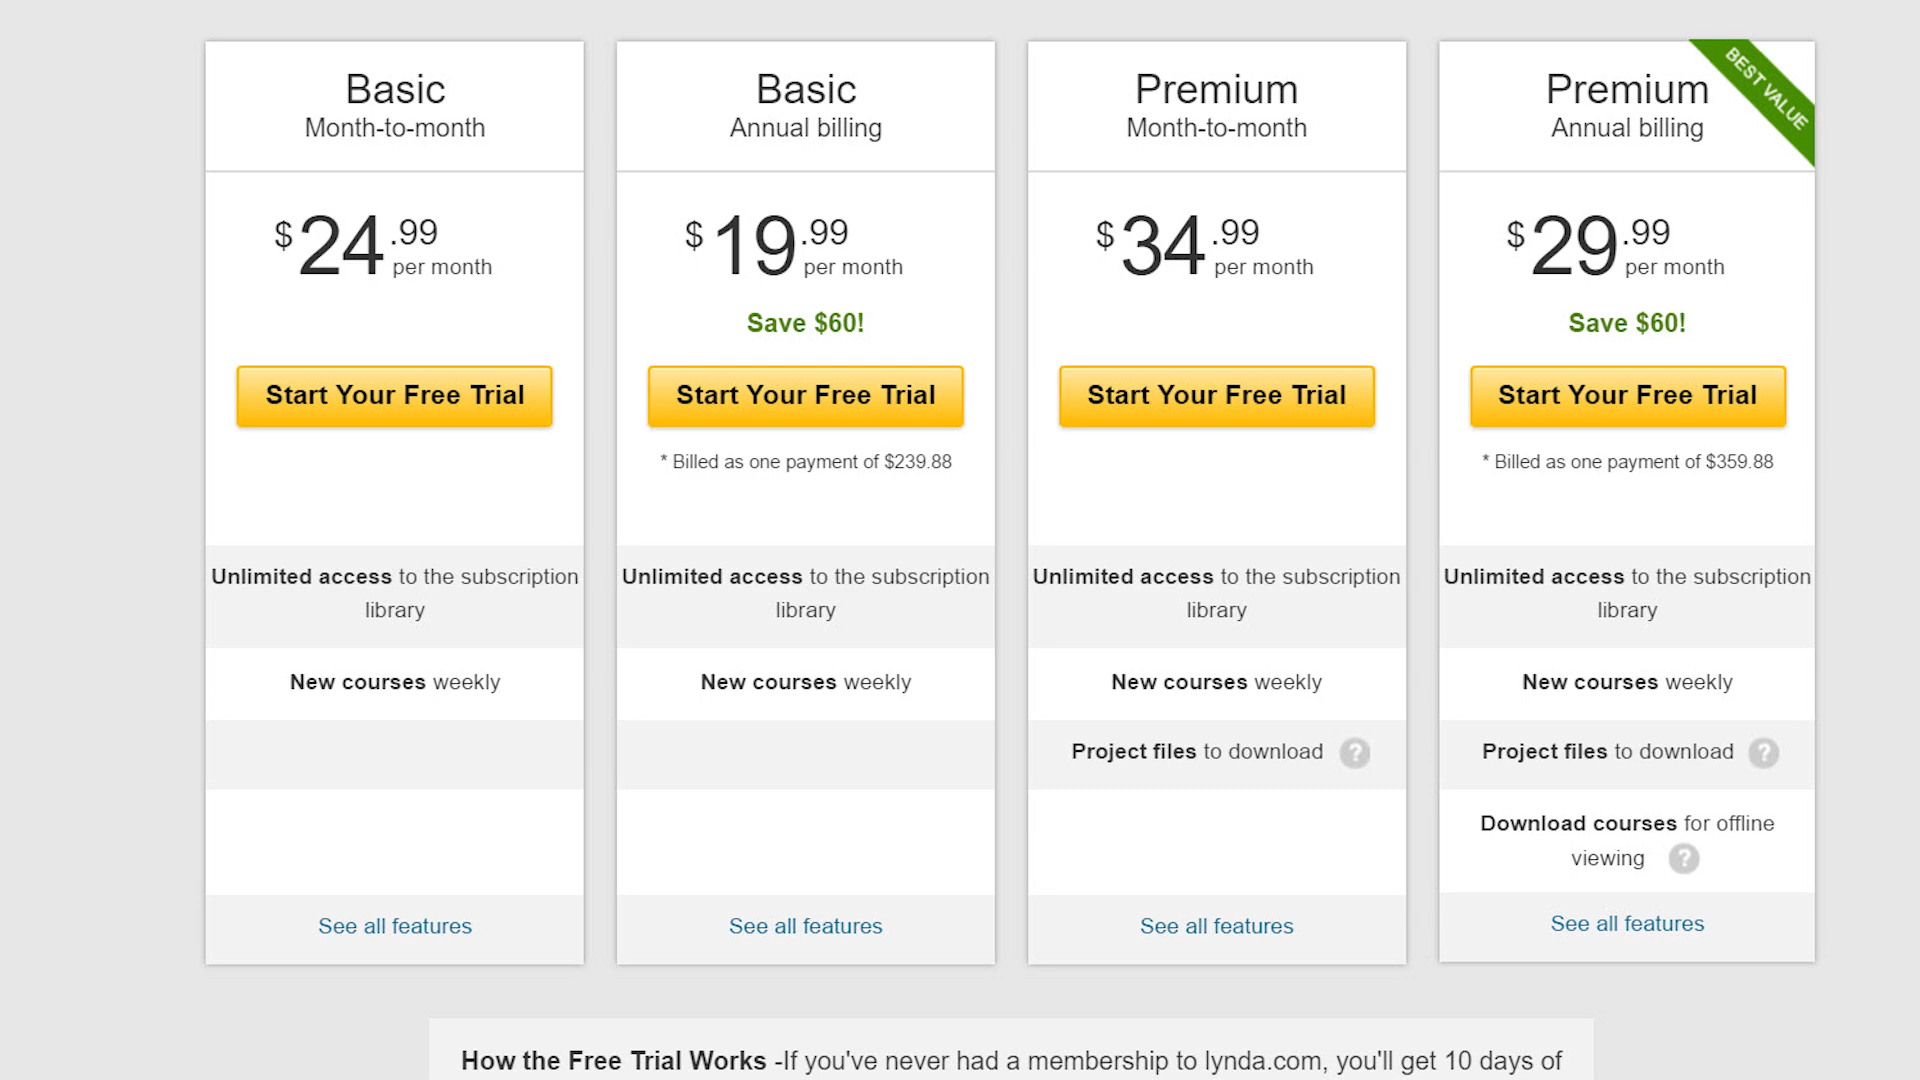 Basic
Month-to-month
$24.99
per month
Start Your Free Trial
Unlimited access to the subscription
library
New courses weekly
See all features
Basic
Annual billing
$19.99
per month
Save $60!
Start Your Free Trial
* Billed as one payment of $239.88
Unlimited access to the subscription
library
New courses weekly
See all features
Premium
Month-to-month
$34.99
per month
Start Your Free Trial
Unlimited access to the subscription
library
New courses weekly
Project files to download ?
See all features
BEST VALUE
Premium
Annual billing
$29.99
per month
Save $60!
Start Your Free Trial
* Billed as one payment of $359.88
Unlimited access to the subscription
library
New courses weekly
Project files to download ?
Download courses for offline
viewing ?
See all features
How the Free Trial Works -If you've never had a membership to lynda.com, you'll get 10 days of